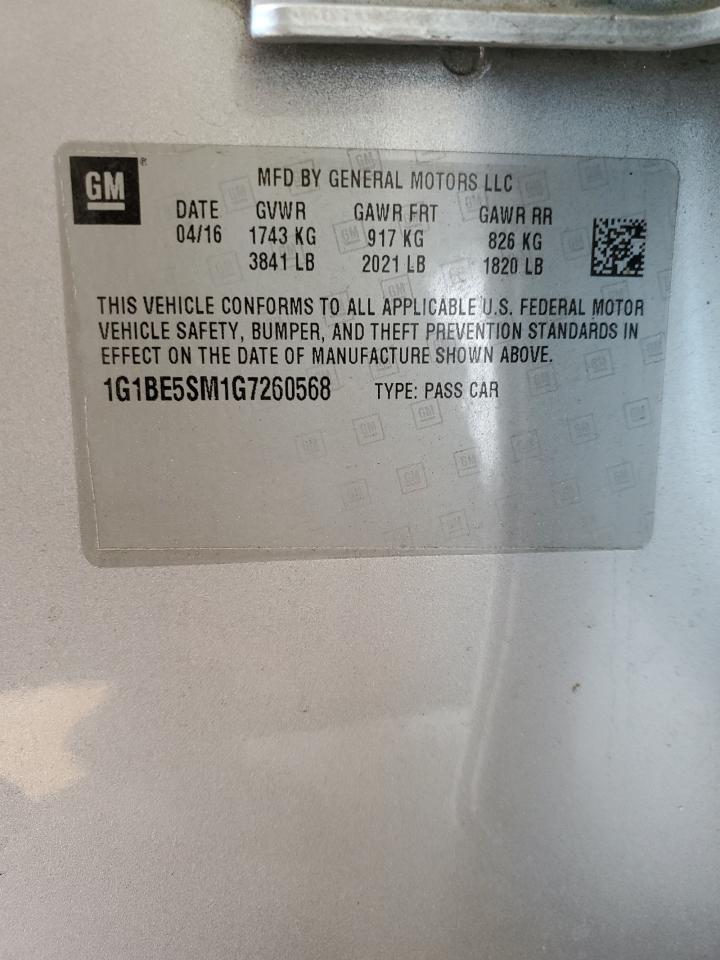 GM
MFD BY GENERAL MOTORS LLC
DATE GVWR GAWR FRT GAWR RR
04/16 1743 KG 917 KG 826 KG
3841 LB 2021 LB 1820 LB
THIS VEHICLE CONFORMS TO ALL APPLICABLE U.S. FEDERAL MOTOR
VEHICLE SAFETY, BUMPER, AND THEFT PREVENTION STANDARDS IN
EFFECT ON THE DATE OF MANUFACTURE SHOWN ABOVE.
1G1BE5SM1G7260568 TYPE: PASS CAR